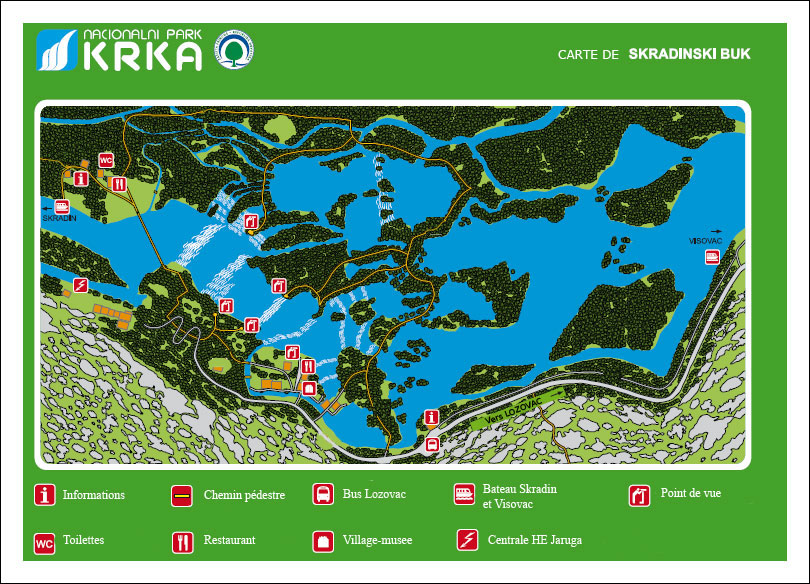 NACIONALNI PARK
KRKA
CARTE DE SKRADINSKI BUK
WC
SKRADIN
VISOVAC
Vers LOZOVAC
Informations
Chemin pédestre
Bus Lozovac
Bateau Skradin
et Visovac
Point de vue
WC
Toilettes
Restaurant
Village-musee
Centrale HE Jaruga